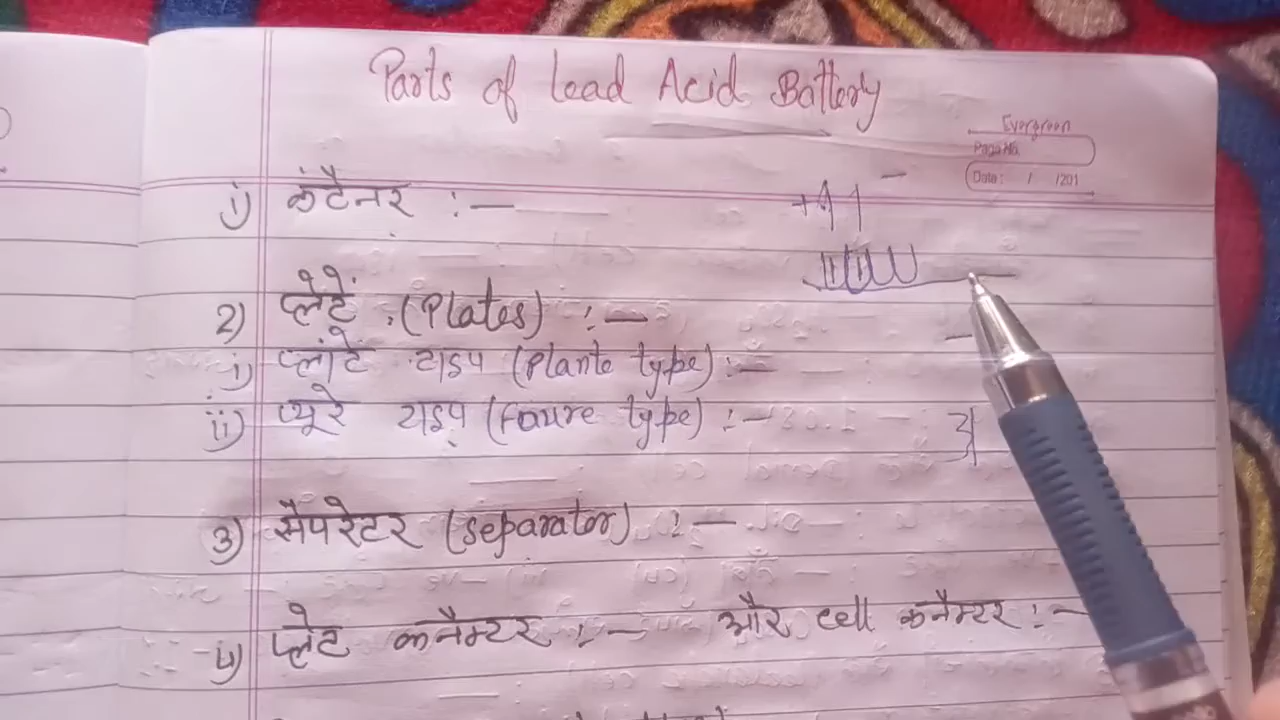 Parts of Lead Acid Battery
Evergreen
Page No.
Date : / /201
i) कंटैनर :—
2) प्लेटें .(Plates) :—
i) प्लांटे टाइप (Plante type) :—
ii) प्यूरे टाइप (Faure type) :—
3) सैपरेटर (separator) :—
4) प्लेट कनैक्टर :— और cell कनैक्टर :—